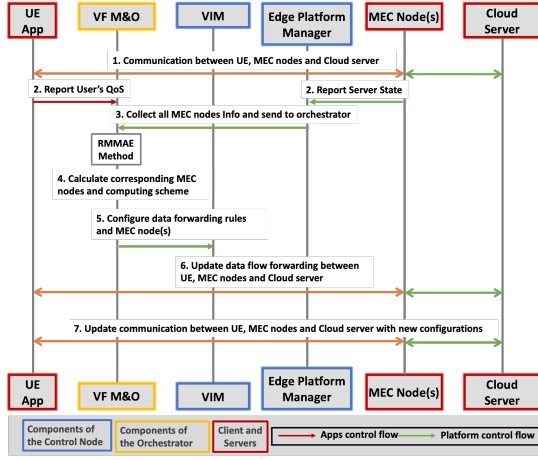 UE
App
VF M&O
VIM
Edge Platform
Manager
MEC Node(s)
Cloud
Server
1. Communication between UE, MEC nodes and Cloud server
2. Report User's QoS
2. Report Server State
3. Collect all MEC nodes Info and send to orchestrator
RMMAE
Method
4. Calculate corresponding MEC
nodes and computing scheme
5. Configure data forwarding rules
and MEC node(s)
6. Update data flow forwarding between
UE, MEC nodes and Cloud server
7. Update communication between UE, MEC nodes and Cloud server with new configurations
UE
App
VF M&O
VIM
Edge Platform
Manager
MEC Node(s)
Cloud
Server
Components of
the Control Node
Components of
the Orchestrator
Client and
Servers
Apps control flow
Platform control flow